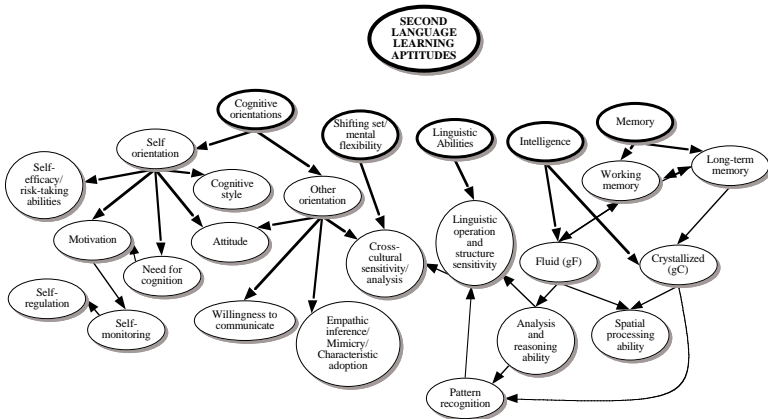 SECOND
LANGUAGE
LEARNING
APTITUDES
Cognitive
orientations
Shifting set/
mental
flexibility
Linguistic
Abilities
Intelligence
Memory
Self
orientation
Self-
efficacy/
risk-taking
abilities
Cognitive
style
Other
orientation
Working
memory
Long-term
memory
Motivation
Need for
cognition
Attitude
Cross-
cultural
sensitivity/
analysis
Linguistic
operation
and
structure
sensitivity
Fluid (gF)
Crystallized
(gC)
Self-
regulation
Self-
monitoring
Willingness to
communicate
Empathic
inference/
Mimicry/
Characteristic
adoption
Analysis
and
reasoning
ability
Spatial
processing
ability
Pattern
recognition